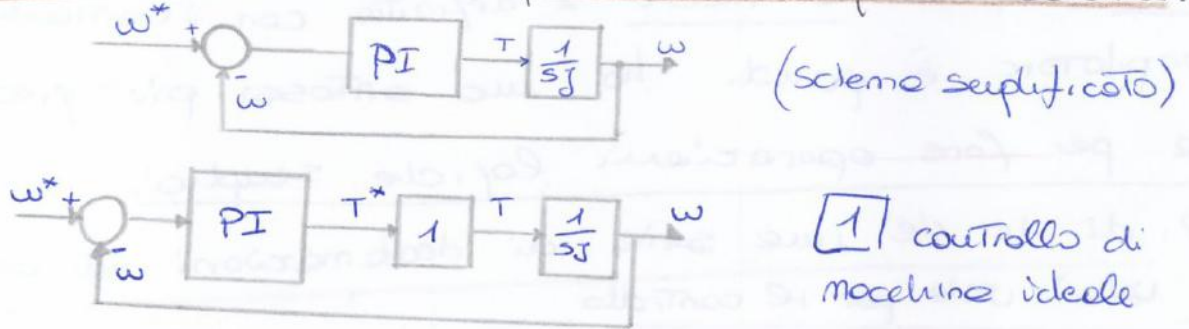 ω* + PI T 1/SJ ω
- ω
(schema semplificato)
ω* + PI T* 1 T 1/SJ ω
- ω
1 controllo di
macchina ideale